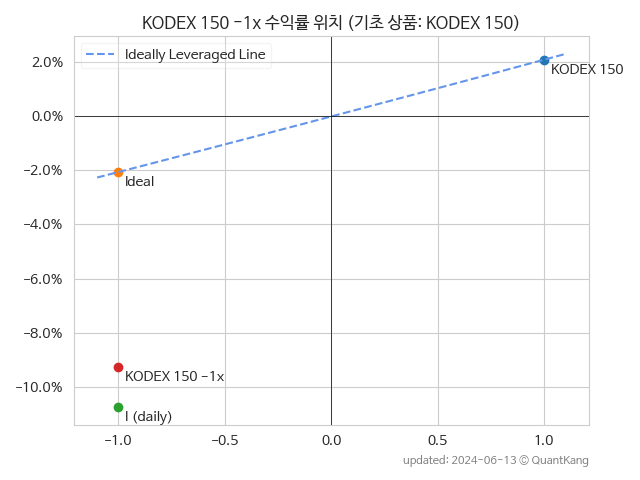 KODEX 150 -1x 수익률 위치 (기초 상품: KODEX 150)
Ideally Leveraged Line
2.0%
KODEX 150
0.0%
-2.0%
Ideal
-4.0%
-6.0%
-8.0%
KODEX 150 -1x
-10.0%
I (daily)
-1.0 -0.5 0.0 0.5 1.0
updated: 2024-06-13 © QuantKang